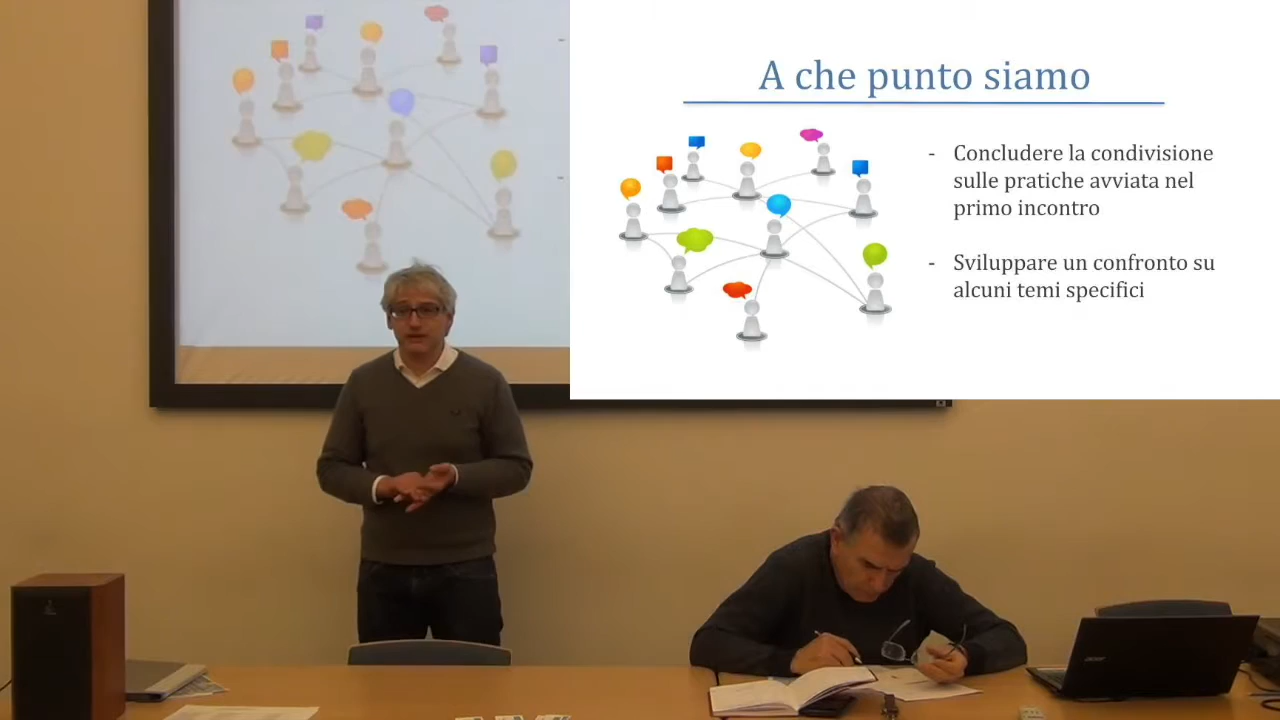 A che punto siamo
- Concludere la condivisione
sulle pratiche avviata nel
primo incontro
- Sviluppare un confronto su
alcuni temi specifici
acer